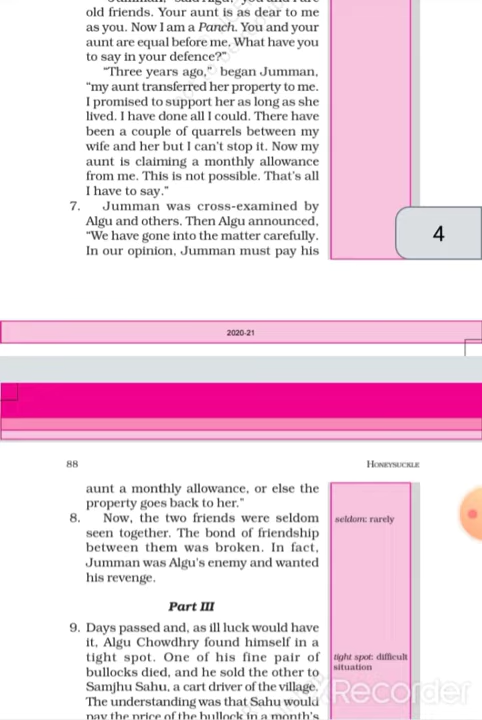 old friends. Your aunt is as dear to me
as you. Now I am a Panch. You and your
aunt are equal before me. What have you
to say in your defence?"
"Three years ago," began Jumman,
"my aunt transferred her property to me.
I promised to support her as long as she
lived. I have done all I could. There have
been a couple of quarrels between my
wife and her but I can't stop it. Now my
aunt is claiming a monthly allowance
from me. This is not possible. That's all
I have to say."
7. Jumman was cross-examined by
Algu and others. Then Algu announced,
"We have gone into the matter carefully.
In our opinion, Jumman must pay his
4
2020-21
88
HONEYSUCKLE
aunt a monthly allowance, or else the
property goes back to her."
8. Now, the two friends were seldom
seen together. The bond of friendship
between them was broken. In fact,
Jumman was Algu's enemy and wanted
his revenge.
seldom: rarely
Part III
9. Days passed and, as ill luck would have
it, Algu Chowdhry found himself in a
tight spot. One of his fine pair of
bullocks died, and he sold the other to
Samjhu Sahu, a cart driver of the village.
The understanding was that Sahu would
pay the price of the bullock in a month's
tight spot: difficult
situation
Recorder